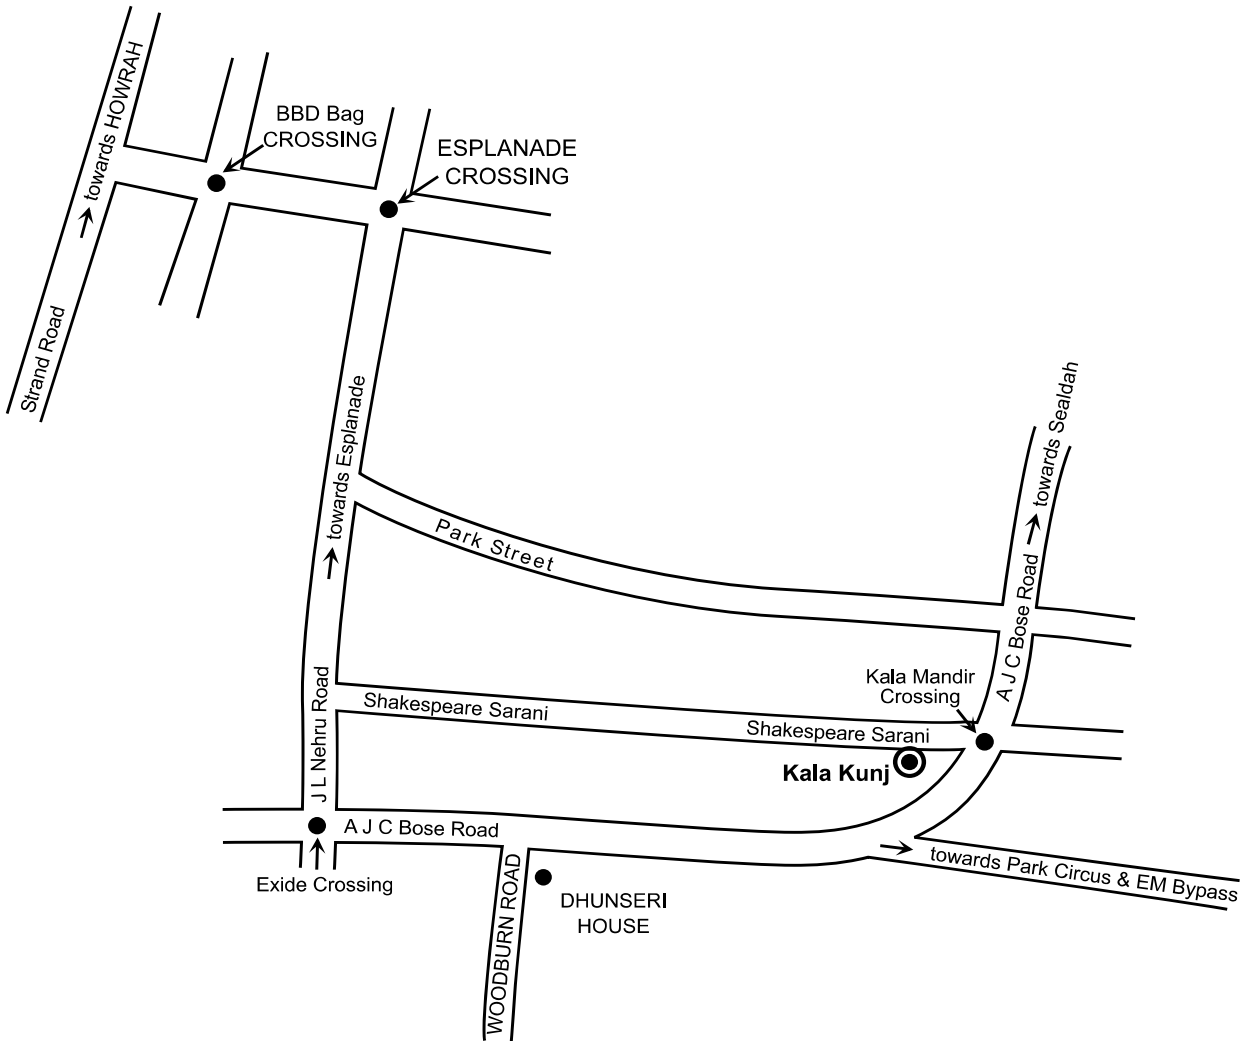 towards HOWRAH
BBD Bag
CROSSING
ESPLANADE
CROSSING
Strand Road
towards Esplanade
towards Sealdah
Park Street
A J C Bose Road
Kala Mandir
Crossing
J L Nehru Road
Shakespeare Sarani
Shakespeare Sarani
Kala Kunj
A J C Bose Road
towards Park Circus & EM Bypass
Exide Crossing
WOODBURN ROAD
DHUNSERI
HOUSE